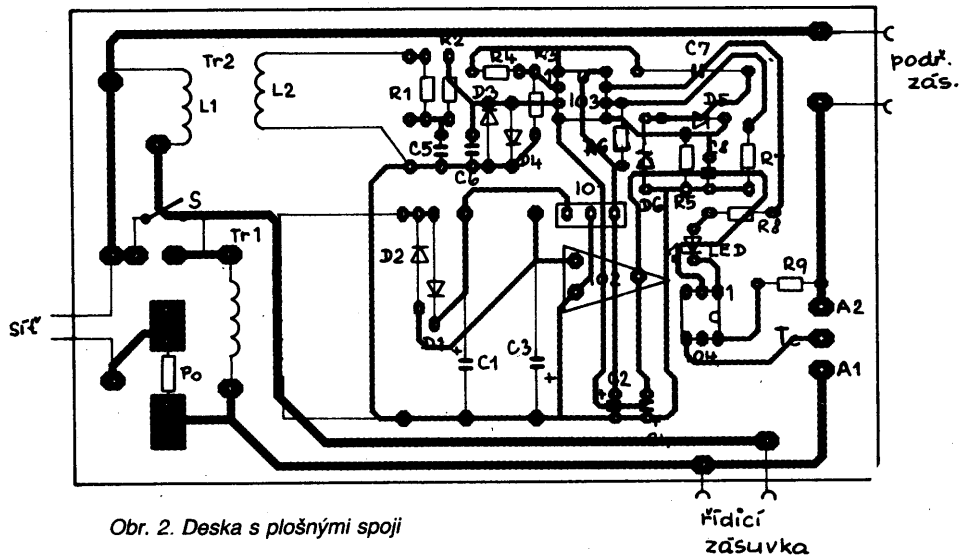 R2
Tr2
R4
R3
C7
podř.
zás.
L1
L2
R1
D3
D5
C5
D4
C6
R6
C8
R7
D6
R5
S
IO
R8
Tr1
D2
LED
R9
síť
1
A2
D1
T
Po
C1
C3
C2
A1
řídicí
zásuvka
Obr. 2. Deska s plošnými spoji